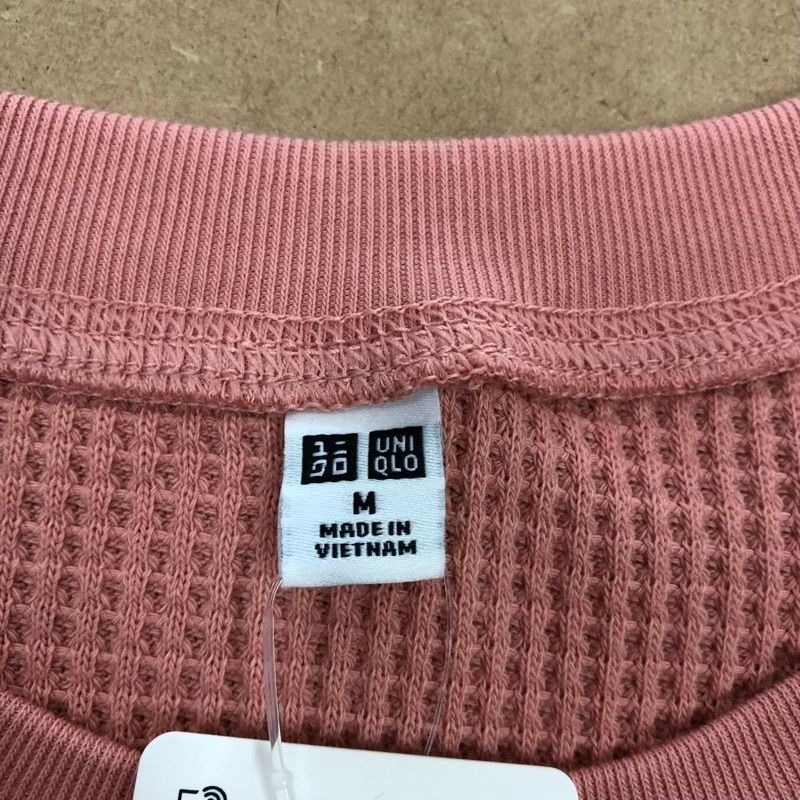 ユニ UNI
クロ QLO
M
MADE IN
VIETNAM